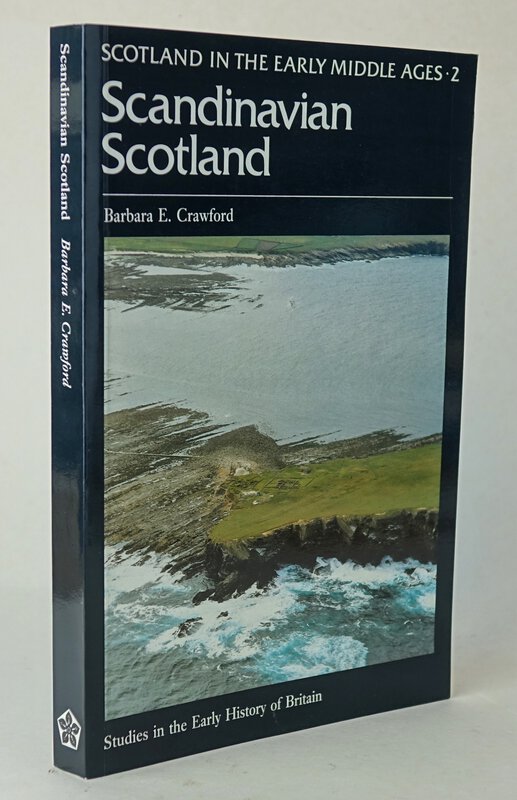 SCOTLAND IN THE EARLY MIDDLE AGES · 2
Scandinavian
Scotland
Barbara E. Crawford
Studies in the Early History of Britain
Scandinavian Scotland Barbara E. Crawford